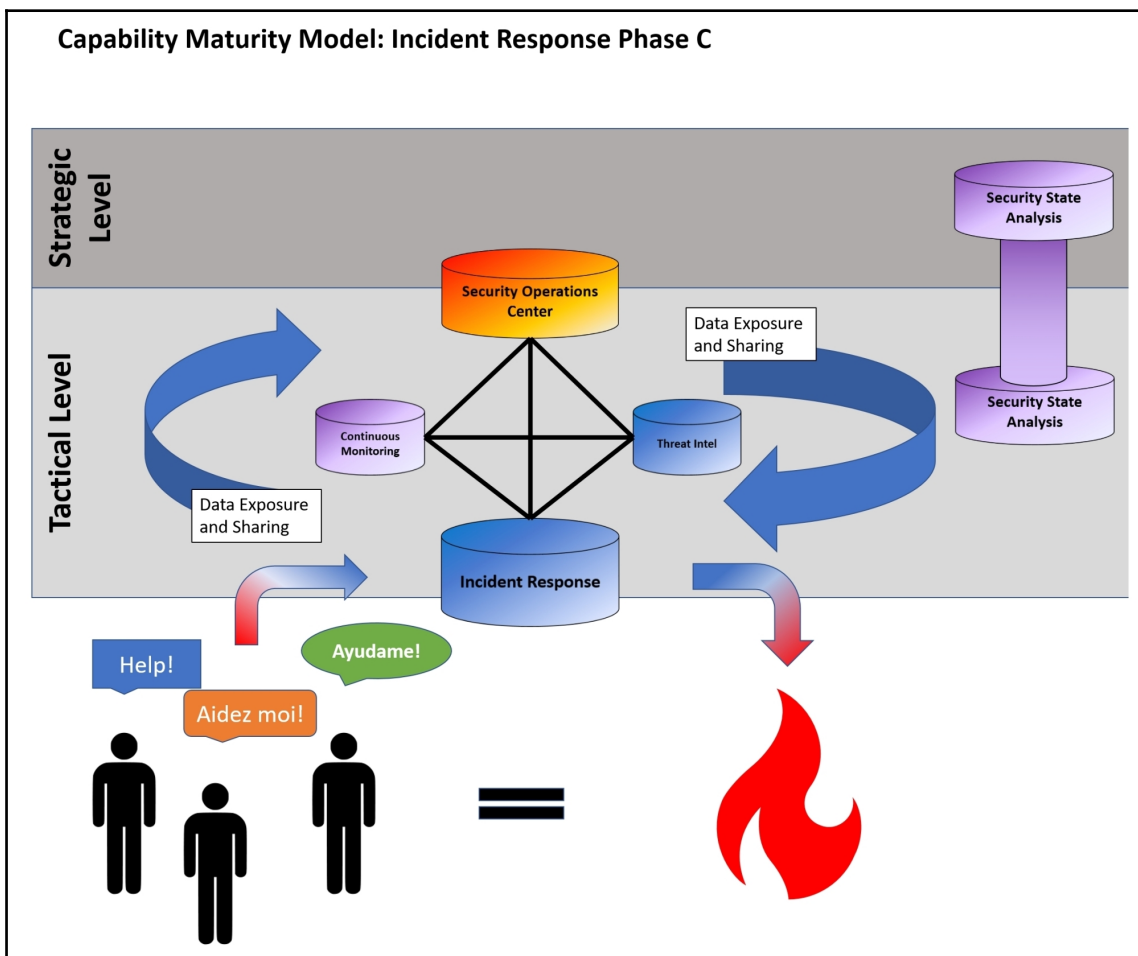 Capability Maturity Model: Incident Response Phase C
Strategic
Level
Security State
Analysis
Security Operations
Center
Tactical Level
Data Exposure
and Sharing
Security State
Analysis
Continuous
Monitoring
Threat Intel
Data Exposure
and Sharing
Incident Response
Help!
Aidez moi!
Ayudame!